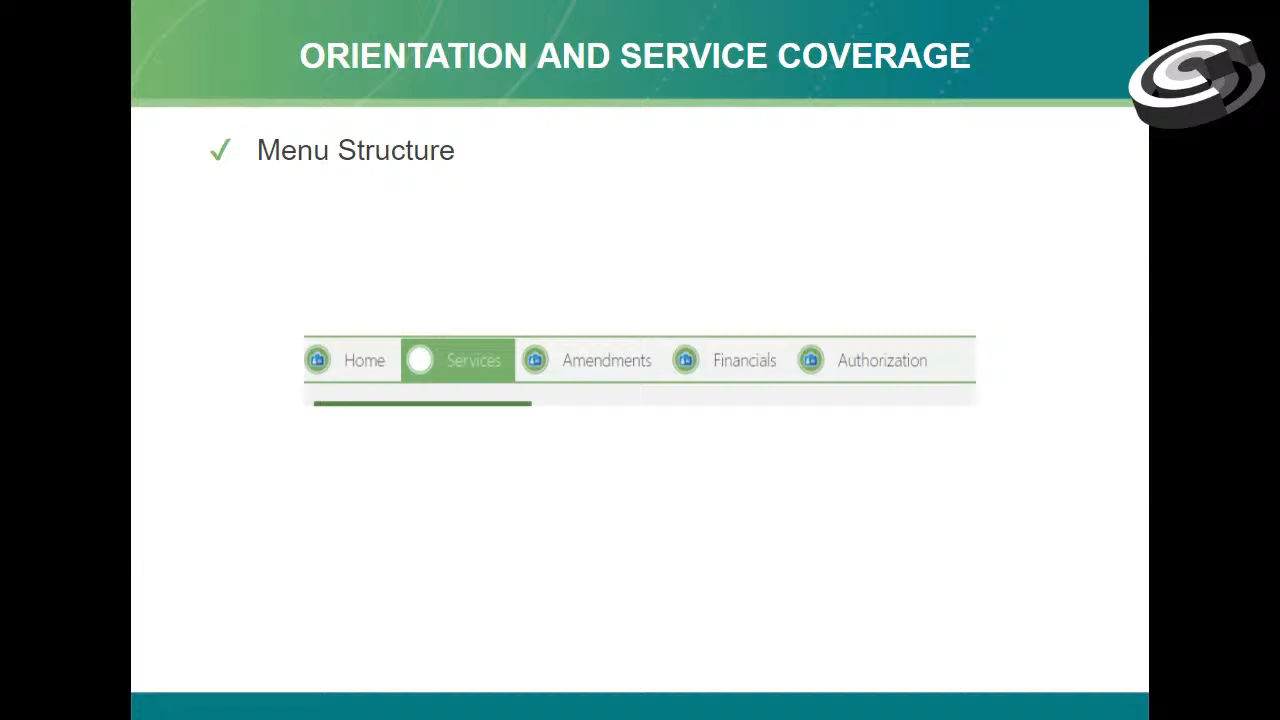 ORIENTATION AND SERVICE COVERAGE
✓ Menu Structure
Home Services Amendments Financials Authorization